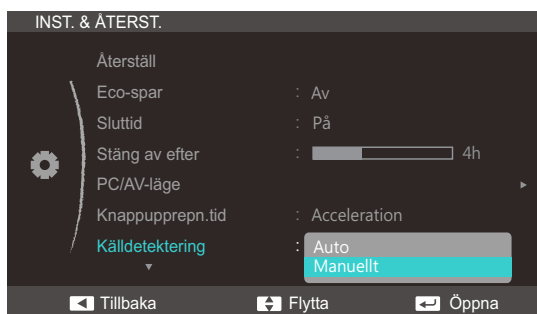 INST. & ÅTERST.
Återställ
Eco-spar : Av
Sluttid : På
Stäng av efter : 4h
PC/AV-läge
Knappupprepn.tid : Acceleration
Källdetektering : Auto
Manuellt
Tillbaka Flytta Öppna